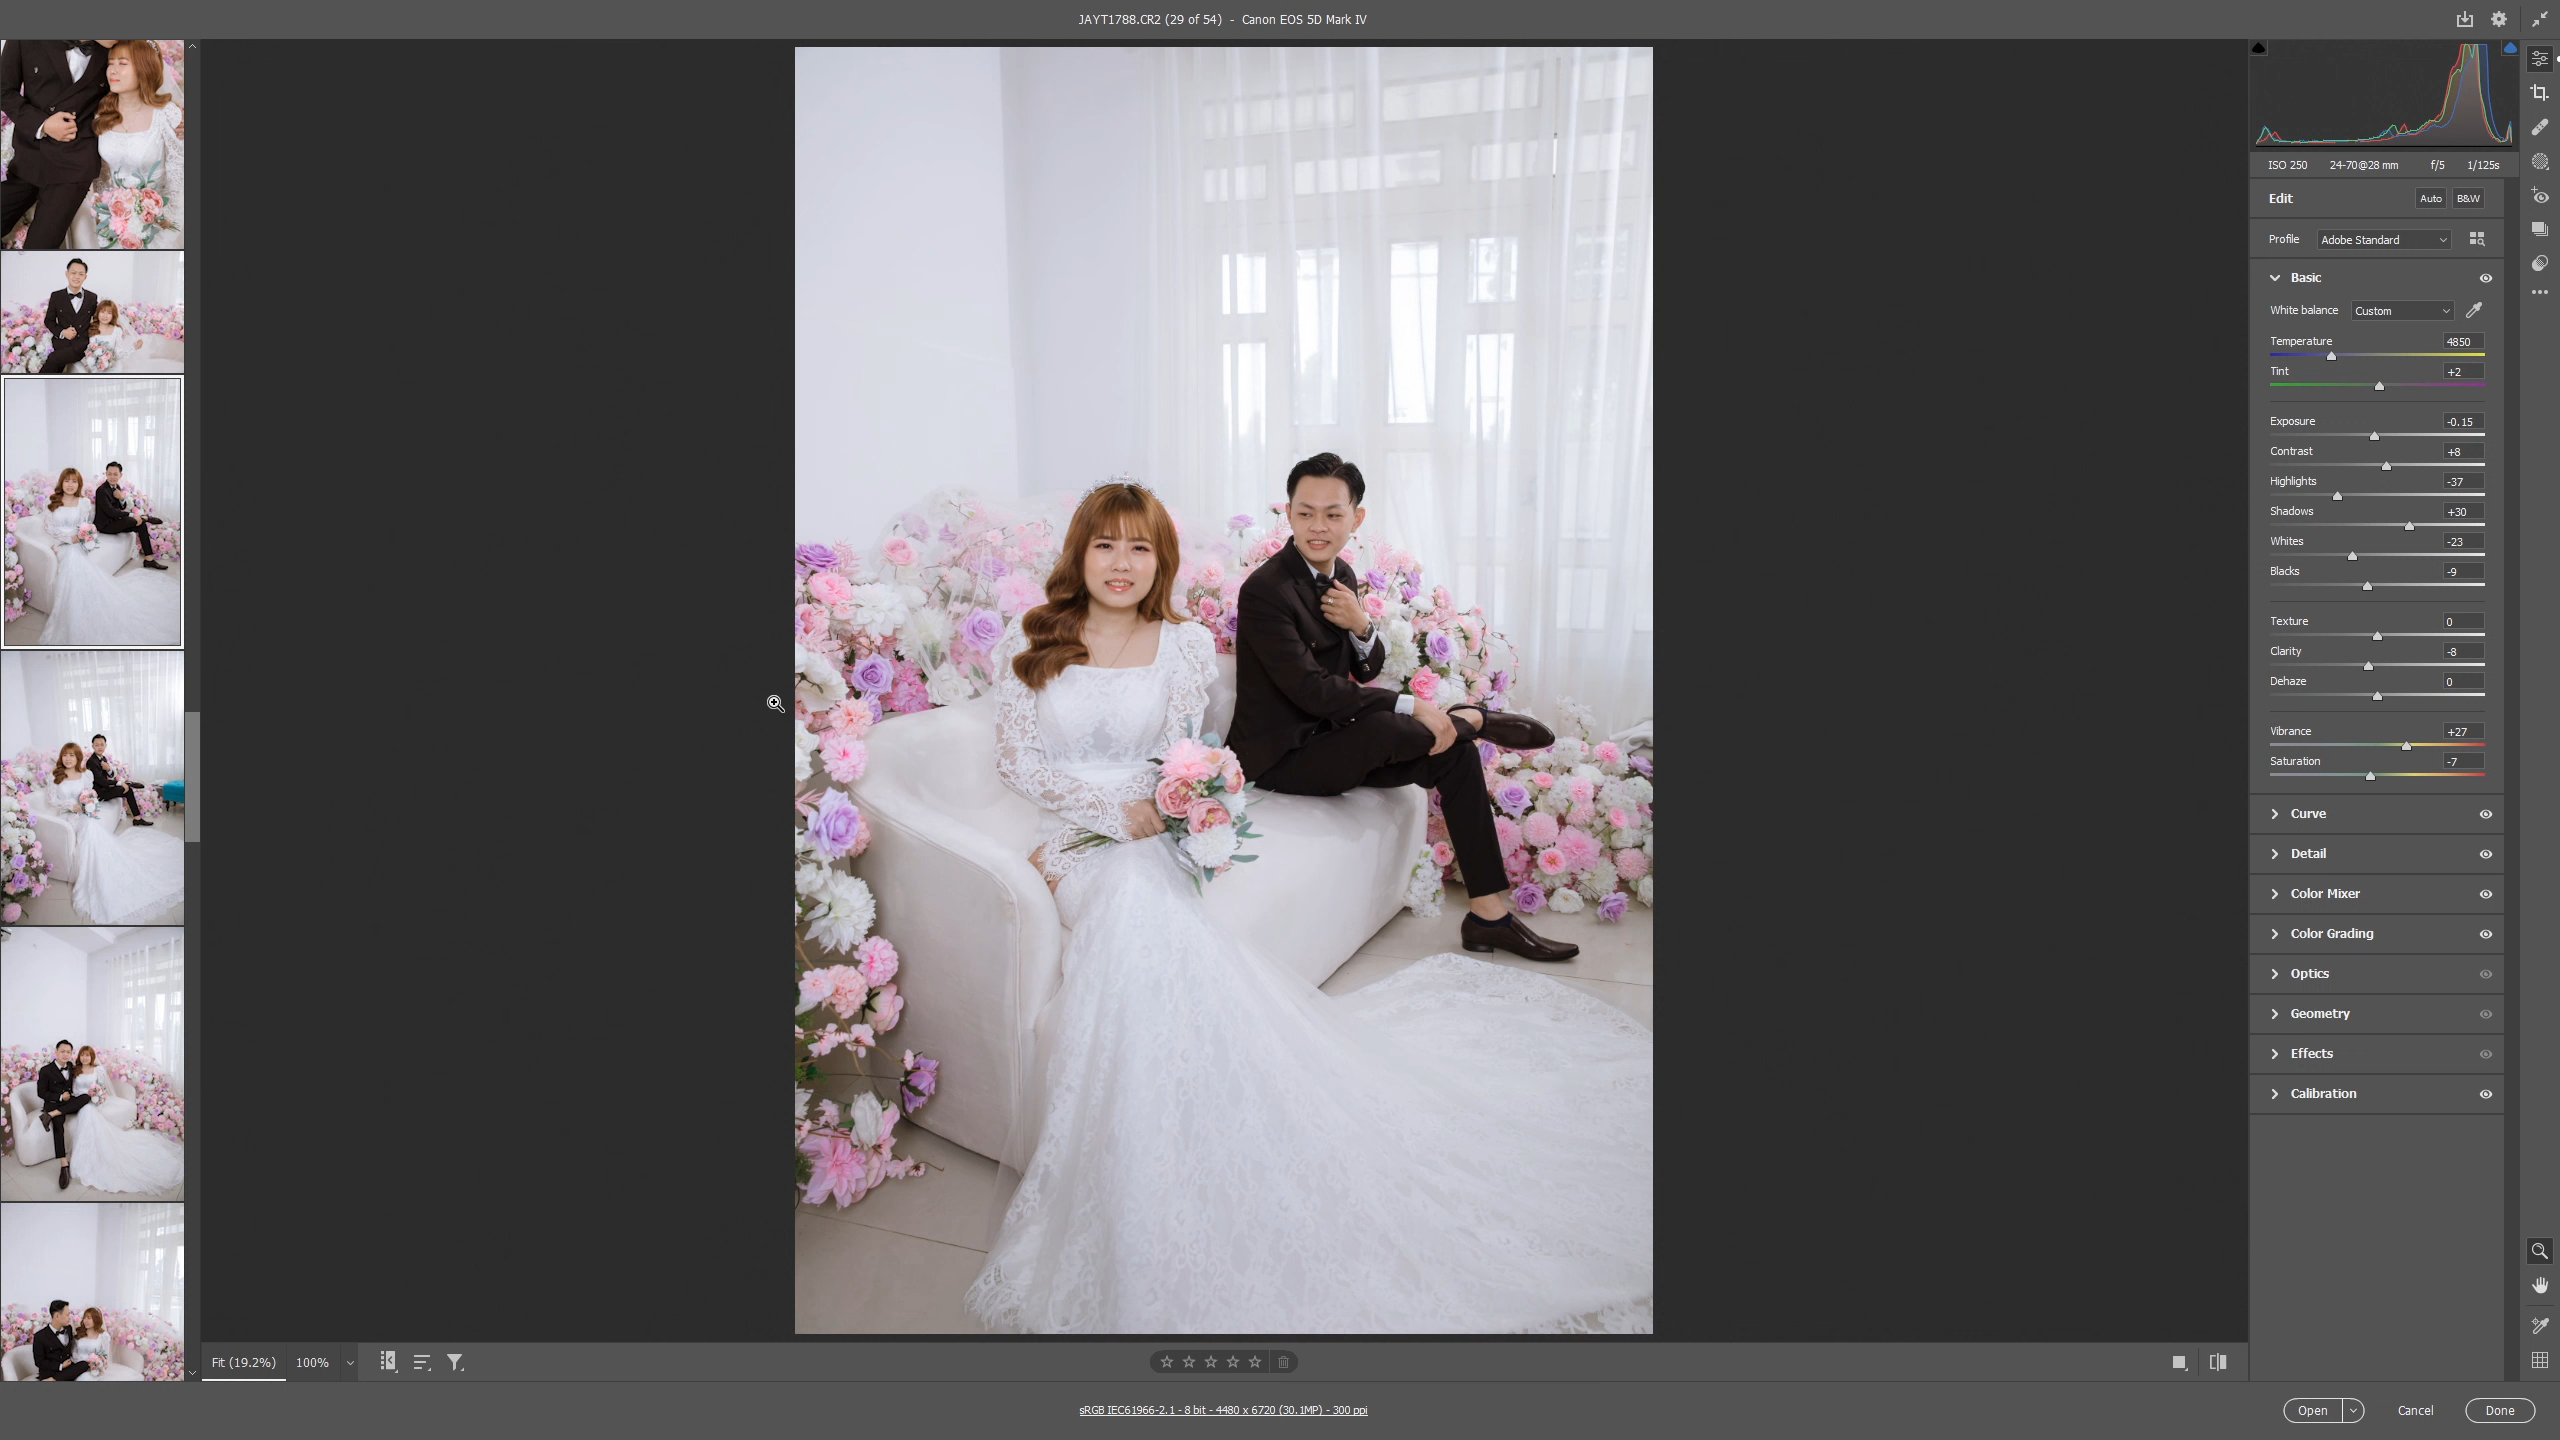 JAYT1788.CR2 (29 of 54) - Canon EOS 5D Mark IV
ISO 250 24-70@28 mm f/5 1/125s
Edit Auto B&W
Profile Adobe Standard
Basic
White balance Custom
Temperature 4850
Tint +2
Exposure -0.15
Contrast +8
Highlights -37
Shadows +30
Whites -23
Blacks -9
Texture 0
Clarity -8
Dehaze 0
Vibrance +27
Saturation -7
Curve
Detail
Color Mixer
Color Grading
Optics
Geometry
Effects
Calibration
Fit (19.2%) 100%
sRGB IEC61966-2.1 - 8 bit - 4480 x 6720 (30.1MP) - 300 ppi
Open Cancel Done